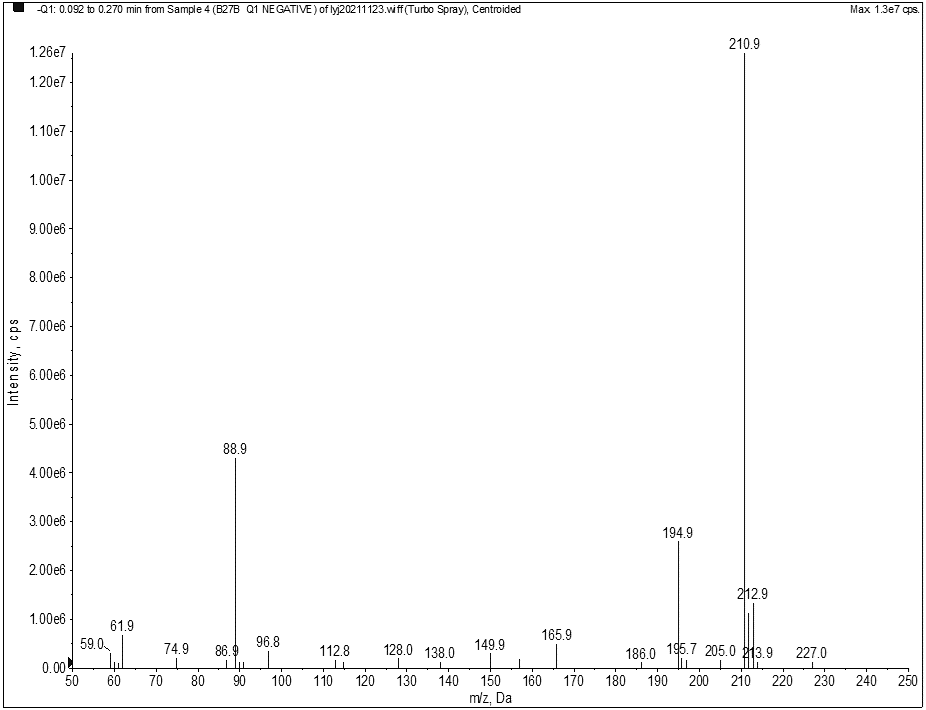 -Q1: 0.092 to 0.270 min from Sample 4 (B27B Q1 NEGATIVE) of lyj20211123.wiff (Turbo Spray), Centroided
Max. 1.3e7 cps.
210.9
1.26e7
1.20e7
1.10e7
1.00e7
9.00e6
8.00e6
7.00e6
6.00e6
5.00e6
4.00e6
3.00e6
2.00e6
1.00e6
0.00
Intensity, cps
88.9
194.9
212.9
61.9
59.0
74.9
86.9
96.8
112.8
128.0
138.0
149.9
165.9
186.0
195.7
205.0
213.9
227.0
50 60 70 80 90 100 110 120 130 140 150 160 170 180 190 200 210 220 230 240 250
m/z, Da